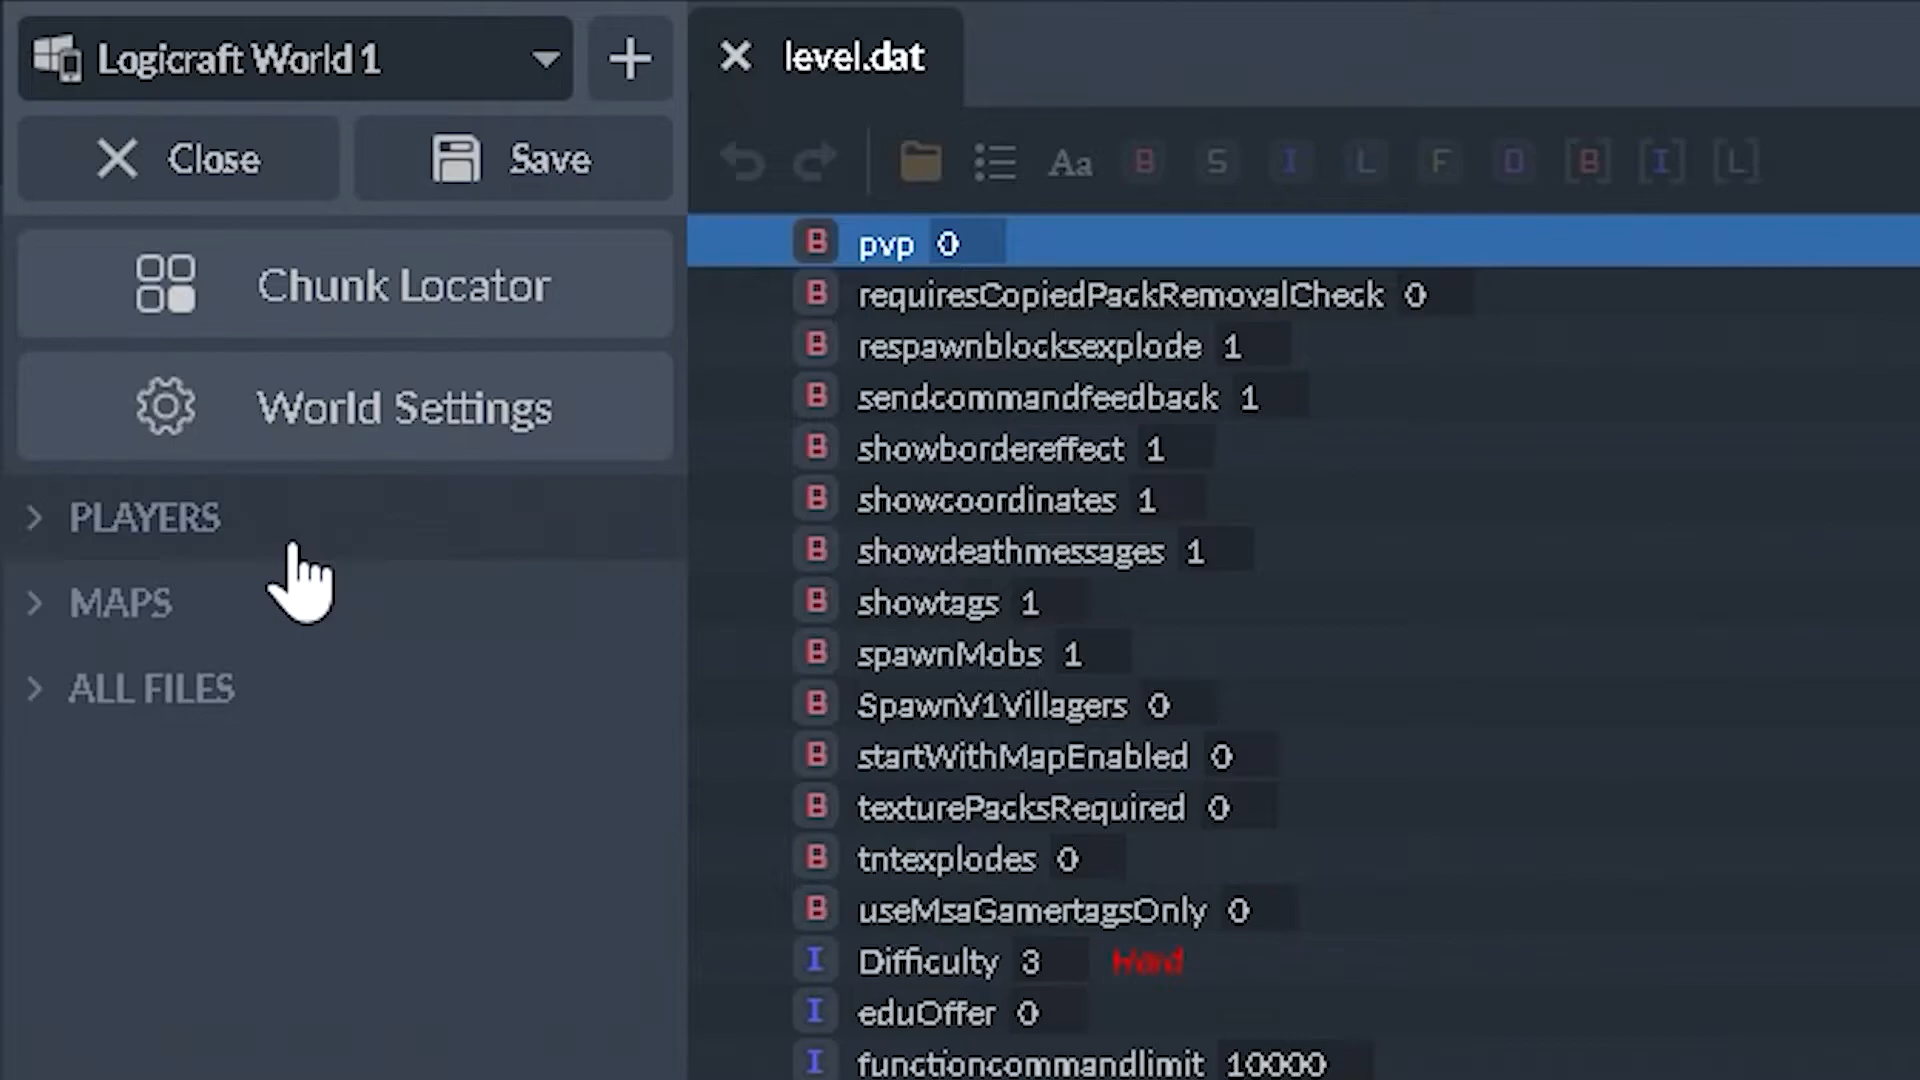 Logicraft World 1
Close
Save
Chunk Locator
World Settings
PLAYERS
MAPS
ALL FILES
level.dat
Aa B S I L F D [B] [I] [L]
B pvp 0
B requiresCopiedPackRemovalCheck 0
B respawnblocksexplode 1
B sendcommandfeedback 1
B showbordereffect 1
B showcoordinates 1
B showdeathmessages 1
B showtags 1
B spawnMobs 1
B SpawnV1Villagers 0
B startWithMapEnabled 0
B texturePacksRequired 0
B tntexplodes 0
B useMsaGamertagsOnly 0
I Difficulty 3 Hard
I eduOffer 0
I functioncommandlimit 10000